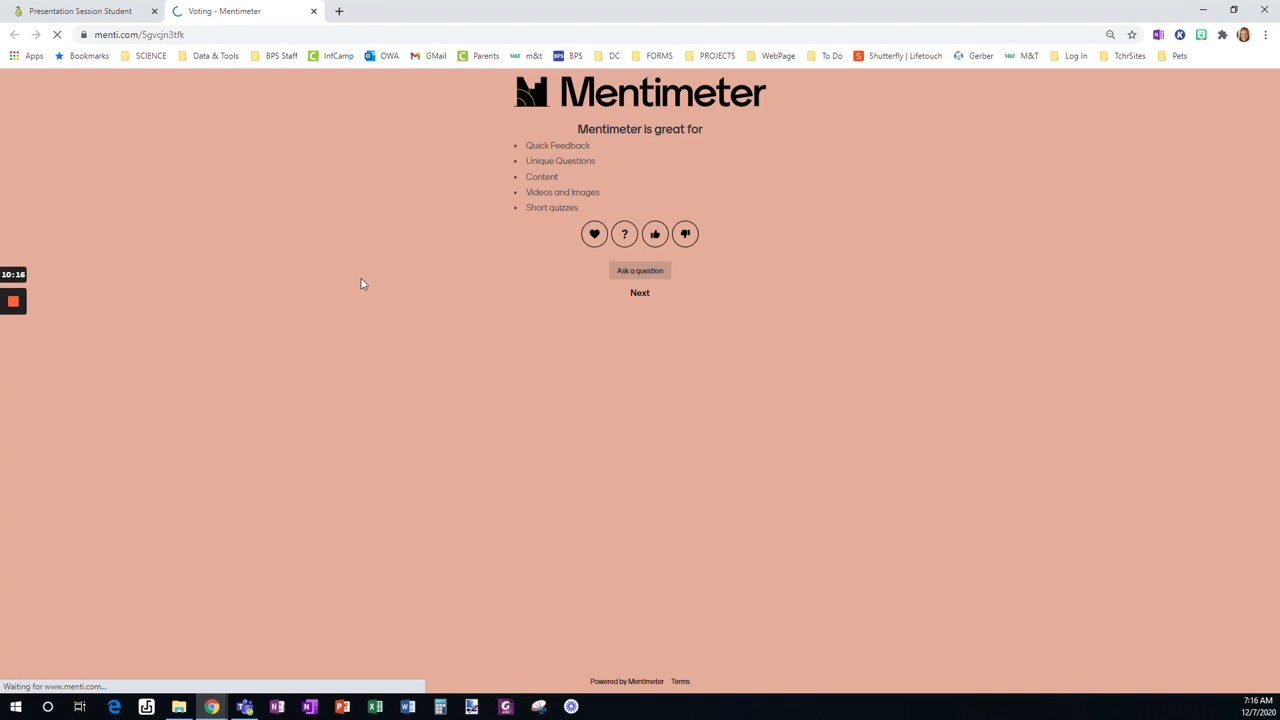 Presentation Session Student
Voting - Mentimeter
menti.com/5gvcjn3tfk
Apps Bookmarks SCIENCE Data & Tools BPS Staff InfCamp OWA GMail Parents m&t BPS DC FORMS PROJECTS WebPage To Do Shutterfly | Lifetouch Gerber M&T Log In TchrSites Pets
Mentimeter
Mentimeter is great for
• Quick Feedback
• Unique Questions
• Content
• Videos and Images
• Short quizzes
?
10:16
Ask a question
Next
Powered by Mentimeter Terms
Waiting for www.menti.com...
7:16 AM
12/7/2020